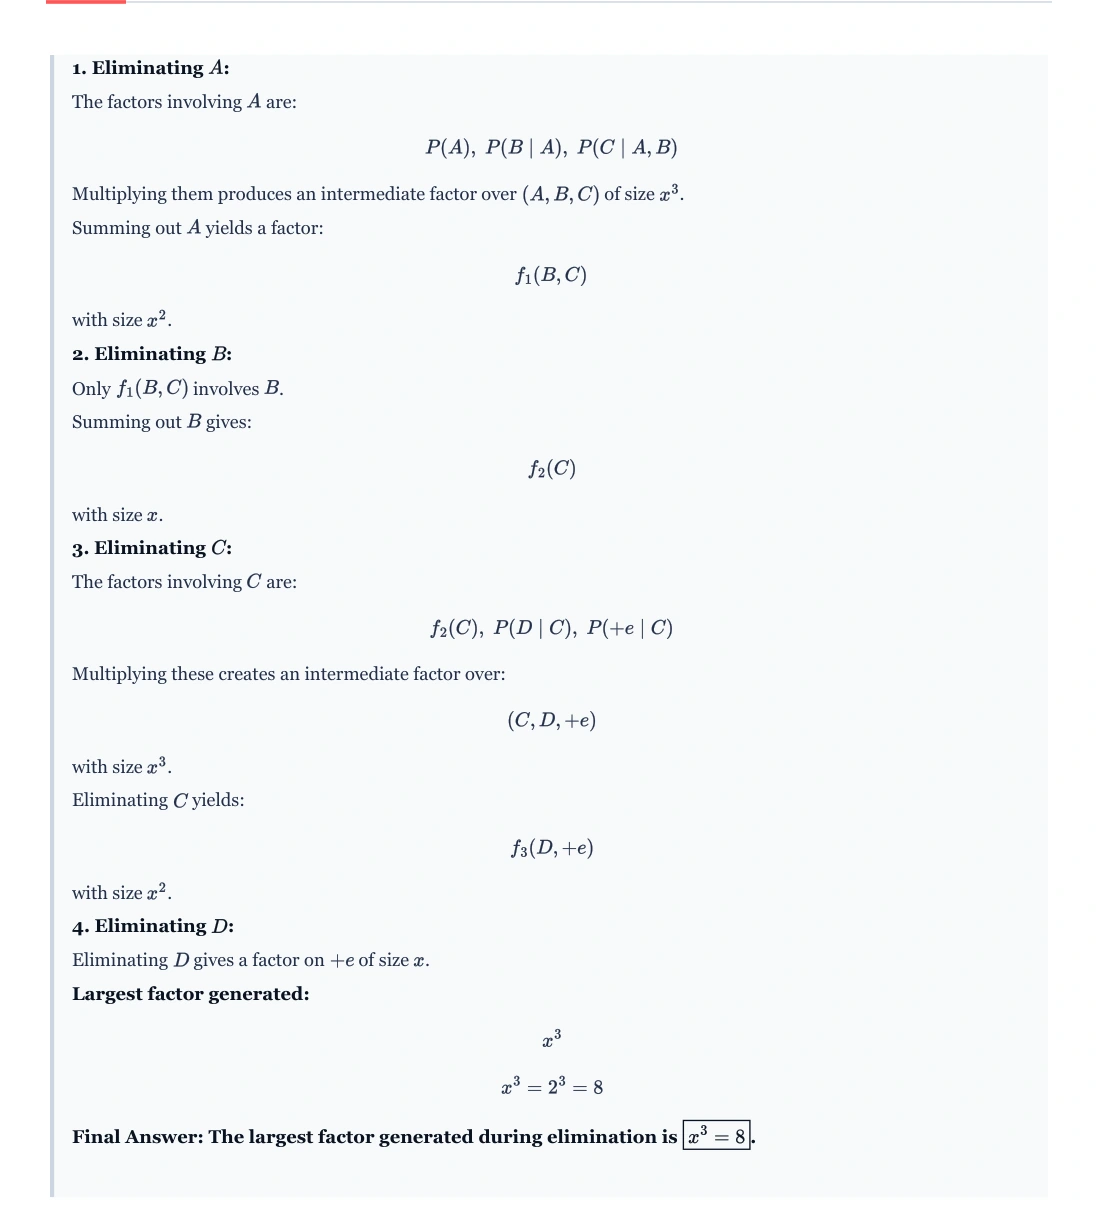 1. Eliminating A:
The factors involving A are:
P(A), P(B | A), P(C | A, B)
Multiplying them produces an intermediate factor over (A, B, C) of size x³.
Summing out A yields a factor:
f₁(B, C)
with size x².
2. Eliminating B:
Only f₁(B, C) involves B.
Summing out B gives:
f₂(C)
with size x.
3. Eliminating C:
The factors involving C are:
f₂(C), P(D | C), P(+e | C)
Multiplying these creates an intermediate factor over:
(C, D, +e)
with size x³.
Eliminating C yields:
f₃(D, +e)
with size x².
4. Eliminating D:
Eliminating D gives a factor on +e of size x.
Largest factor generated:
x³
x³ = 2³ = 8
Final Answer: The largest factor generated during elimination is x³ = 8.